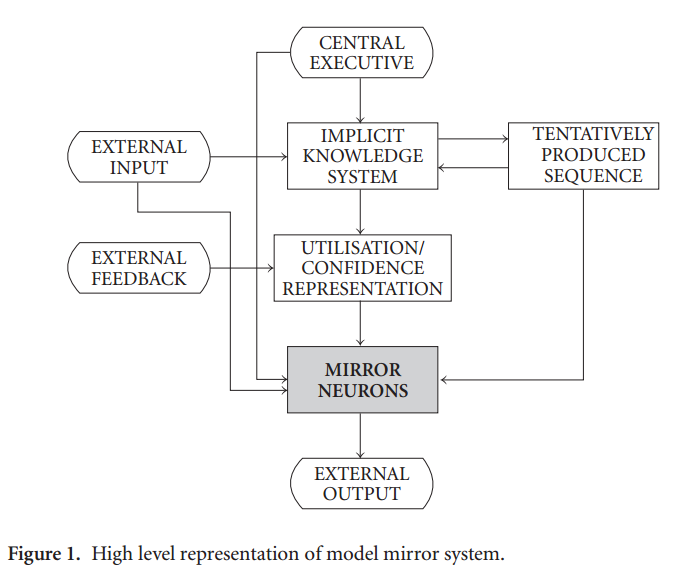 CENTRAL
EXECUTIVE
EXTERNAL
INPUT
IMPLICIT
KNOWLEDGE
SYSTEM
TENTATIVELY
PRODUCED
SEQUENCE
EXTERNAL
FEEDBACK
UTILISATION/
CONFIDENCE
REPRESENTATION
MIRROR
NEURONS
EXTERNAL
OUTPUT
Figure 1. High level representation of model mirror system.